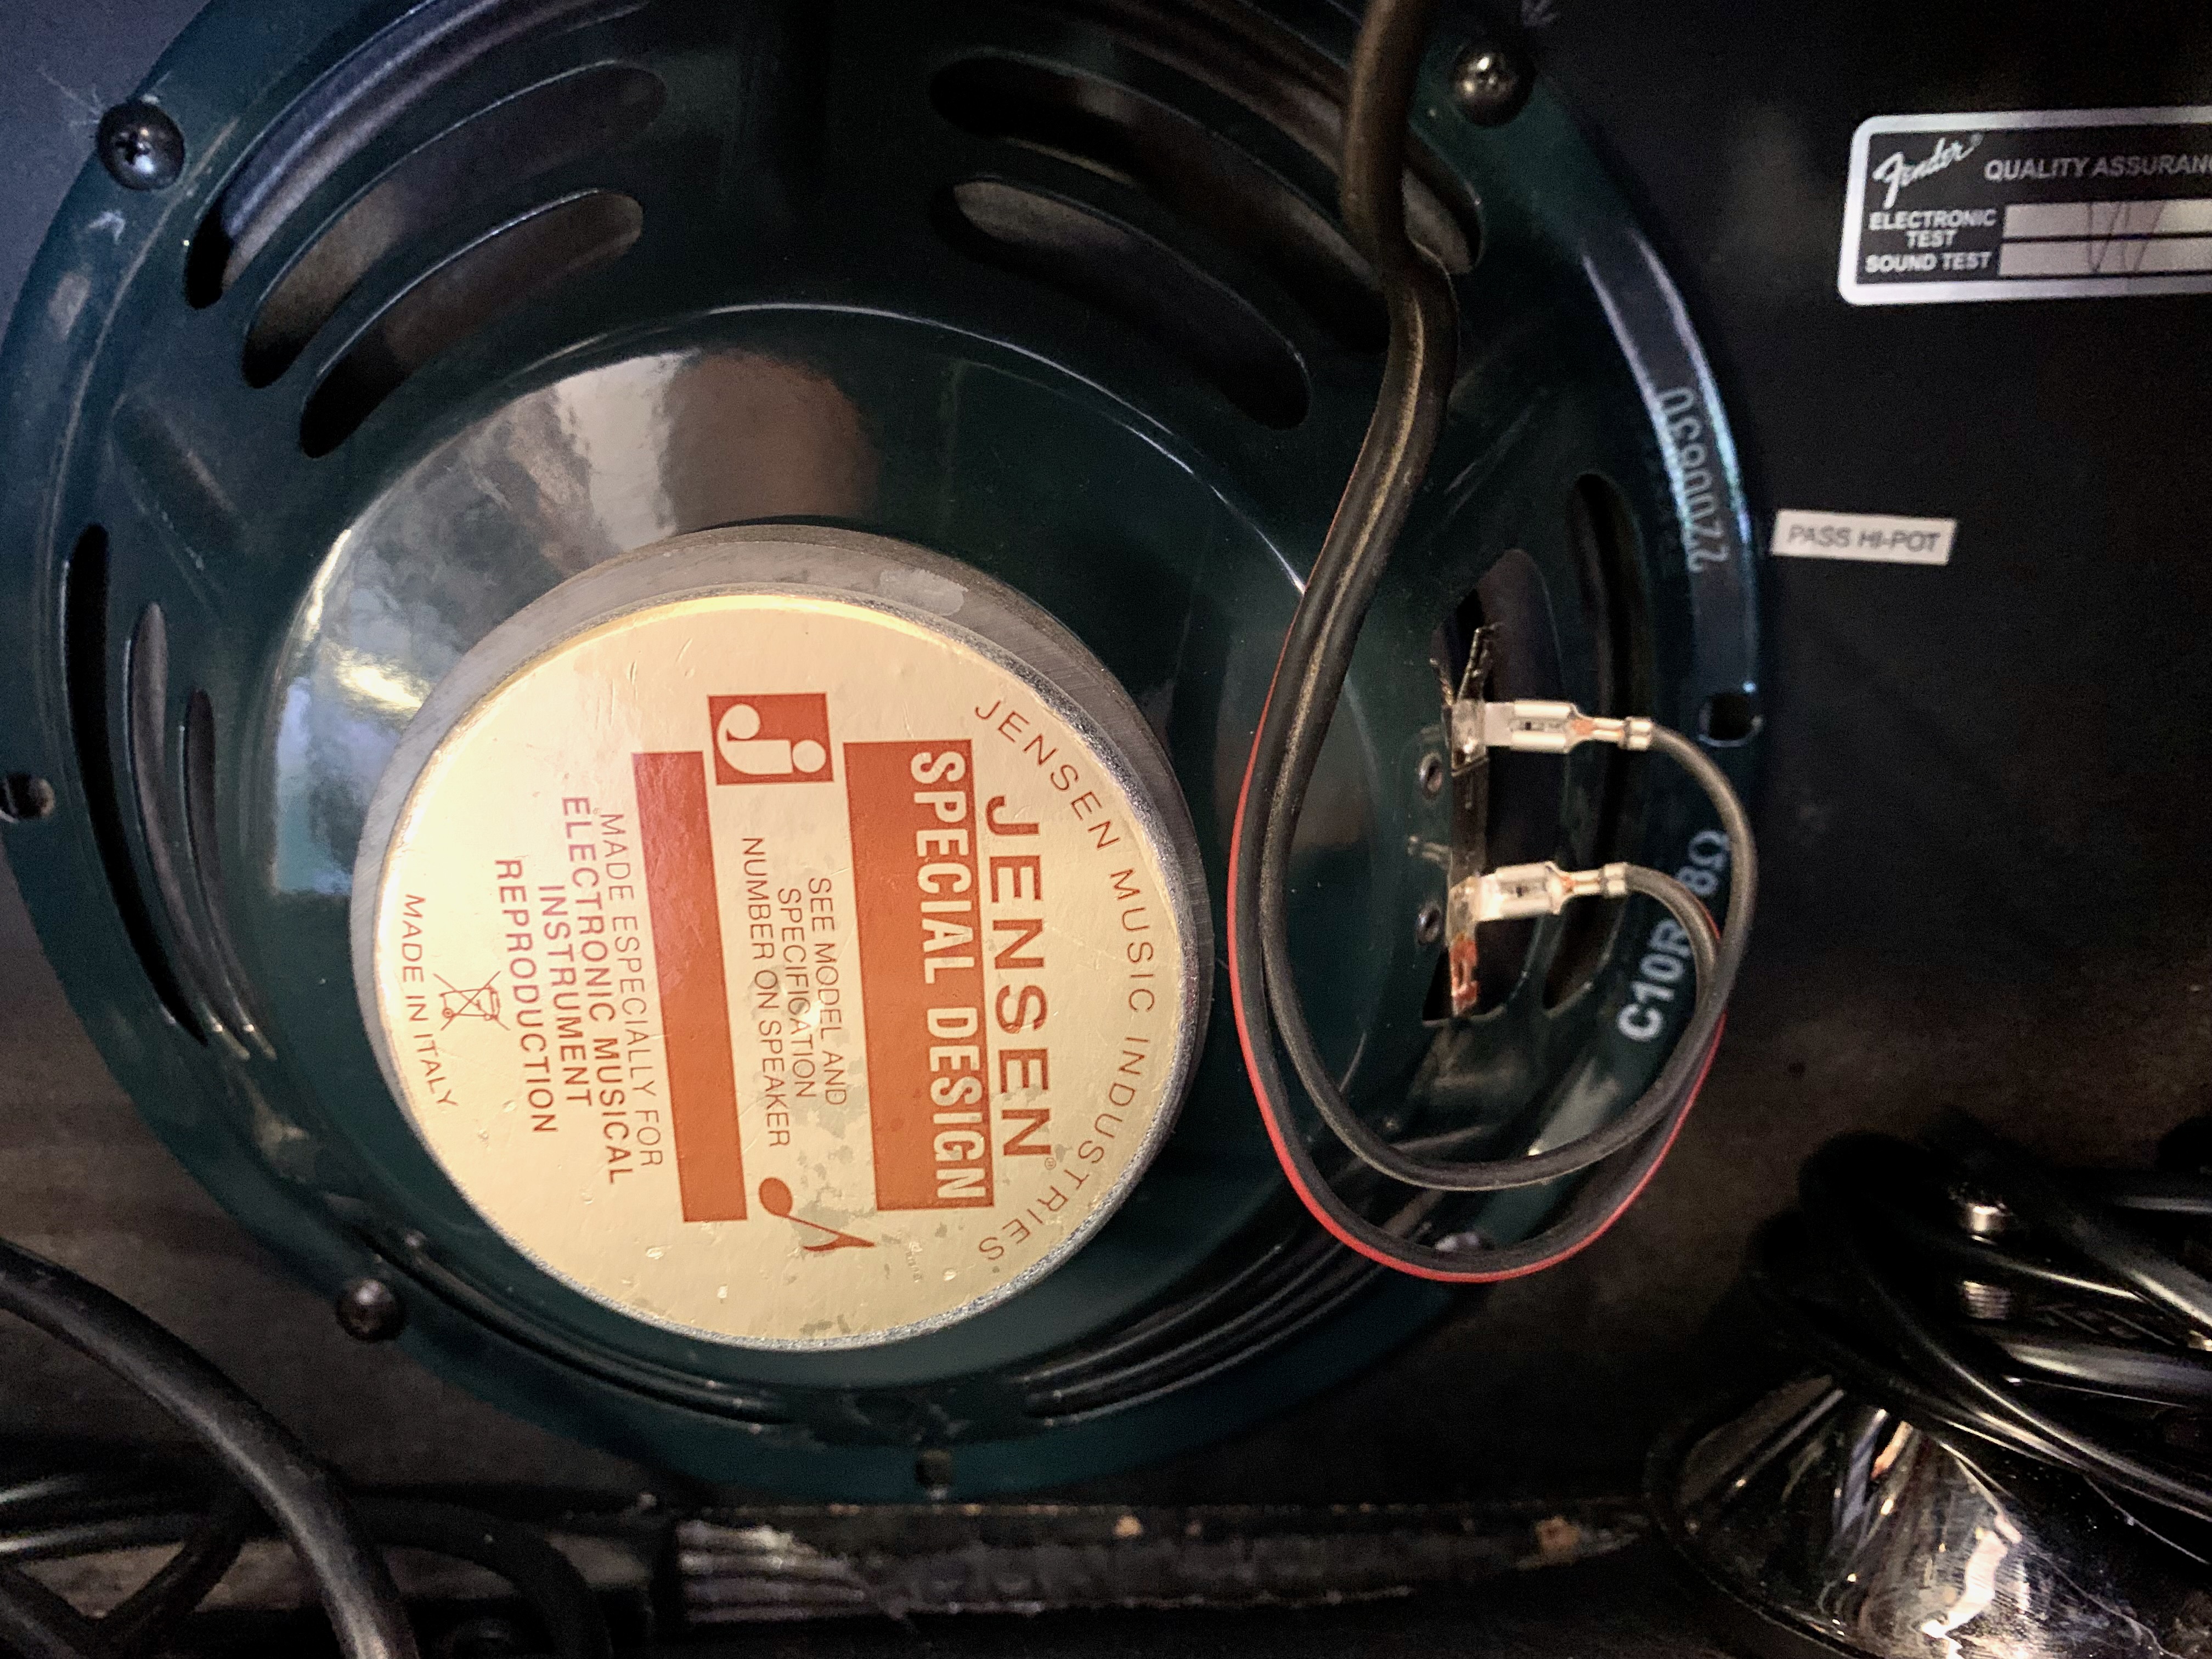 JENSEN MUSIC INDUSTRIES
JENSEN®
SPECIAL DESIGN
j
SEE MODEL AND
SPECIFICATION
NUMBER ON SPEAKER
MADE ESPECIALLY FOR
ELECTRONIC MUSICAL
INSTRUMENT
REPRODUCTION
MADE IN ITALY
C10R 8Ω
Fender®
QUALITY
ELECTRONIC
TEST
SOUND TEST
PASS HI-POT